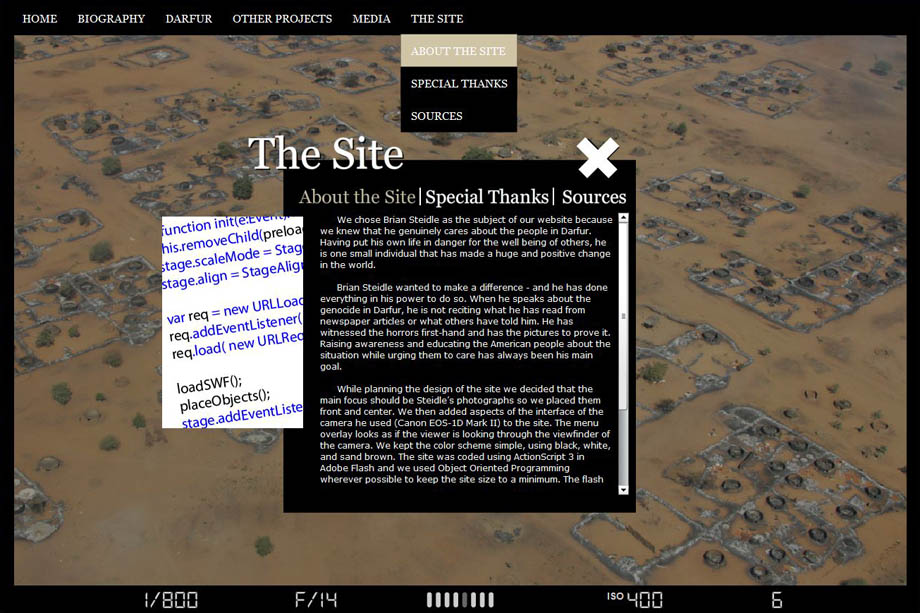 HOME BIOGRAPHY DARFUR OTHER PROJECTS MEDIA THE SITE
ABOUT THE SITE
SPECIAL THANKS
SOURCES
The Site
About the Site | Special Thanks | Sources
function init(e:Event)
his.removeChild(preload
stage.scaleMode = Stag
stage.align = StageAlig
var req = new URLLoad
req.addEventListener(
req.load( new URLReq
loadSWF();
placeObjects();
stage.addEventListe
We chose Brian Steidle as the subject of our website because
we knew that he genuinely cares about the people in Darfur.
Having put his own life in danger for the well being of others, he
is one small individual that has made a huge and positive change
in the world.
Brian Steidle wanted to make a difference - and he has done
everything in his power to do so. When he speaks about the
genocide in Darfur, he is not reciting what he has read from
newspaper articles or what others have told him. He has
witnessed the horrors first-hand and has the pictures to prove it.
Raising awareness and educating the American people about the
situation while urging them to care has always been his main
goal.
While planning the design of the site we decided that the
main focus should be Steidle's photographs so we placed them
front and center. We then added aspects of the interface of the
camera he used (Canon EOS-1D Mark II) to the site. The menu
overlay looks as if the viewer is looking through the viewfinder of
the camera. We kept the color scheme simple, using black, white,
and sand brown. The site was coded using ActionScript 3 in
Adobe Flash and we used Object Oriented Programming
wherever possible to keep the site size to a minimum. The flash
1/800 F/14 ISO 400 6